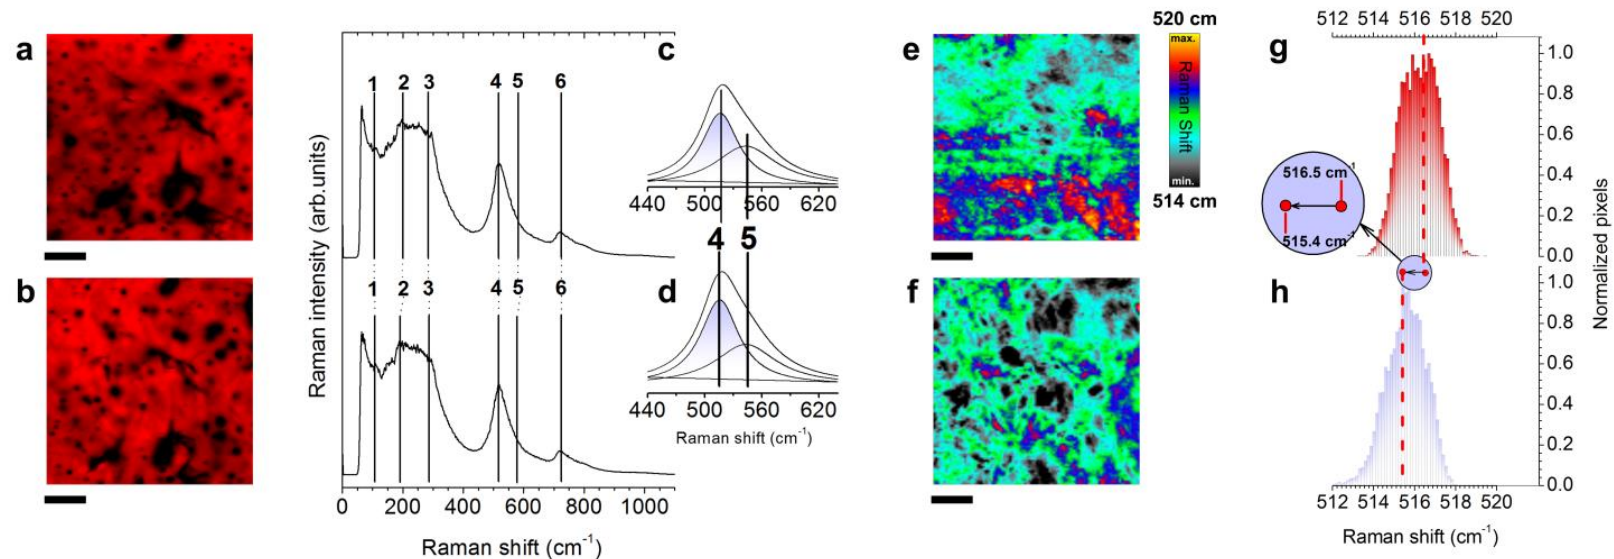 a
b
Raman intensity (arb.units)
1 2 3 4 5 6
1 2 3 4 5 6
0 200 400 600 800 1000
Raman shift (cm⁻¹)
c
440 500 560 620
4 5
d
440 500 560 620
Raman shift (cm⁻¹)
e
520 cm
max.
Raman Shift
min.
514 cm
f
512 514 516 518 520
g
1.0
0.8
0.6
0.4
0.2
0.0
516.5 cm⁻¹
515.4 cm⁻¹
h
1.0
0.8
0.6
0.4
0.2
0.0
Normalized pixels
512 514 516 518 520
Raman shift (cm⁻¹)